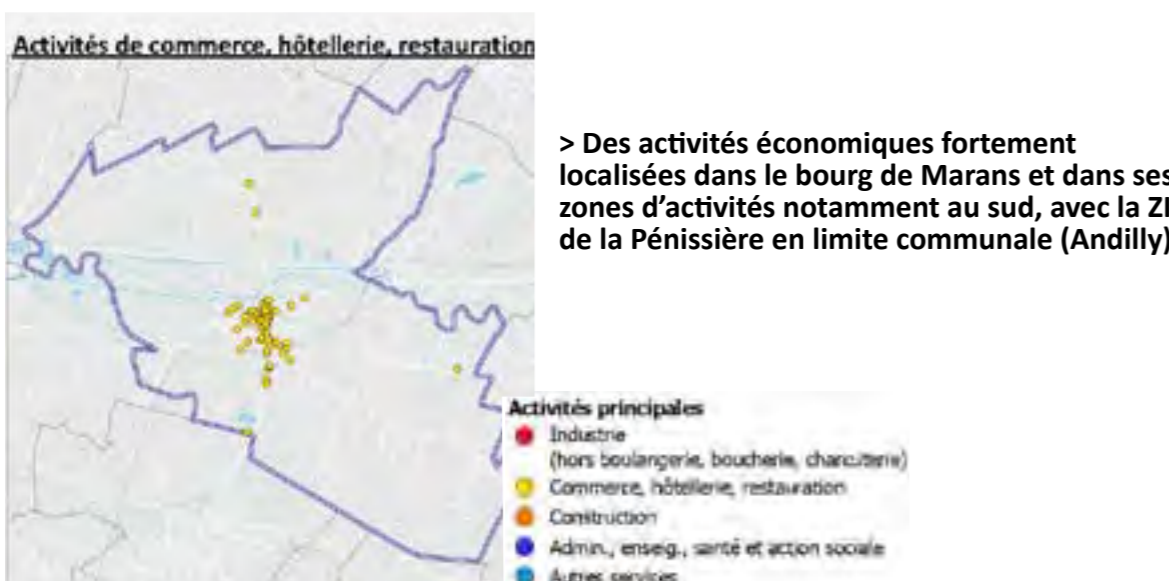 Activités de commerce, hôtellerie, restauration
> Des activités économiques fortement
localisées dans le bourg de Marans et dans ses
zones d’activités notamment au sud, avec la ZI
de la Pénissière en limite communale (Andilly)
Activités principales
Industrie
(hors boulangerie, boucherie, charcuterie)
Commerce, hôtellerie, restauration
Construction
Admin., enseig., santé et action sociale
Autres services